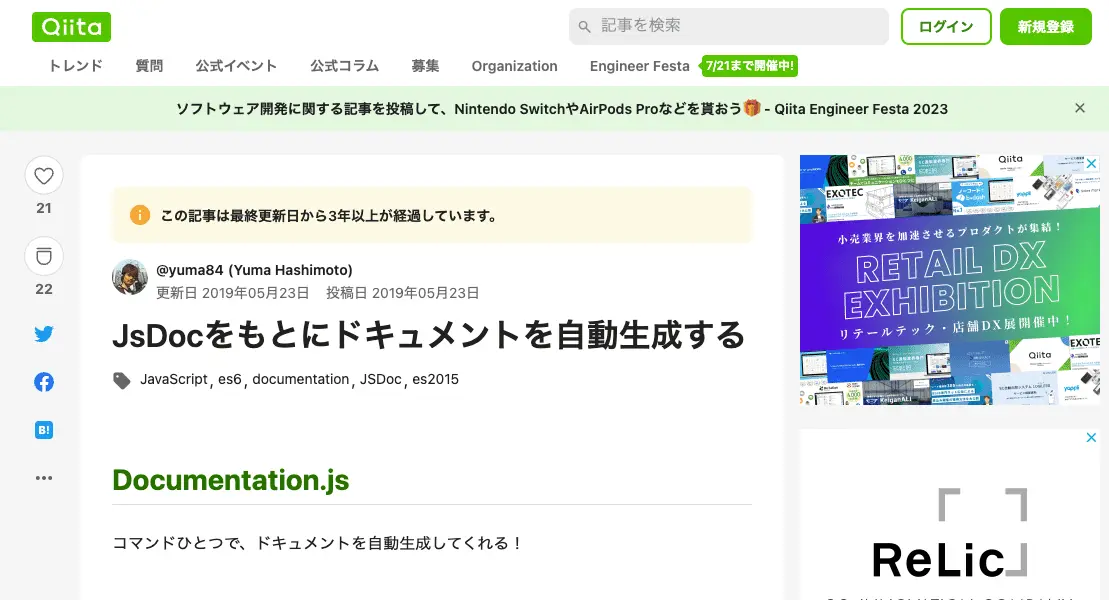 Qiita
記事を検索
ログイン
新規登録
トレンド 質問 公式イベント 公式コラム 募集 Organization Engineer Festa 7/21まで開催中!
ソフトウェア開発に関する記事を投稿して、Nintendo SwitchやAirPods Proなどを貰おう🎁 - Qiita Engineer Festa 2023
21
22
B!
この記事は最終更新日から3年以上が経過しています。
@yuma84 (Yuma Hashimoto)
更新日 2019年05月23日 投稿日 2019年05月23日
JsDocをもとにドキュメントを自動生成する
JavaScript, es6, documentation, JSDoc, es2015
Documentation.js
コマンドひとつで、ドキュメントを自動生成してくれる！
Qiita
EXOTEC
KeiganALI
yappli
小売業界を加速させるプロダクトが集結！
RETAIL DX
EXHIBITION
リテールテック・店舗DX展開催中！
EXOTEC
Qiita
KeiganALI
yappli
ReLic